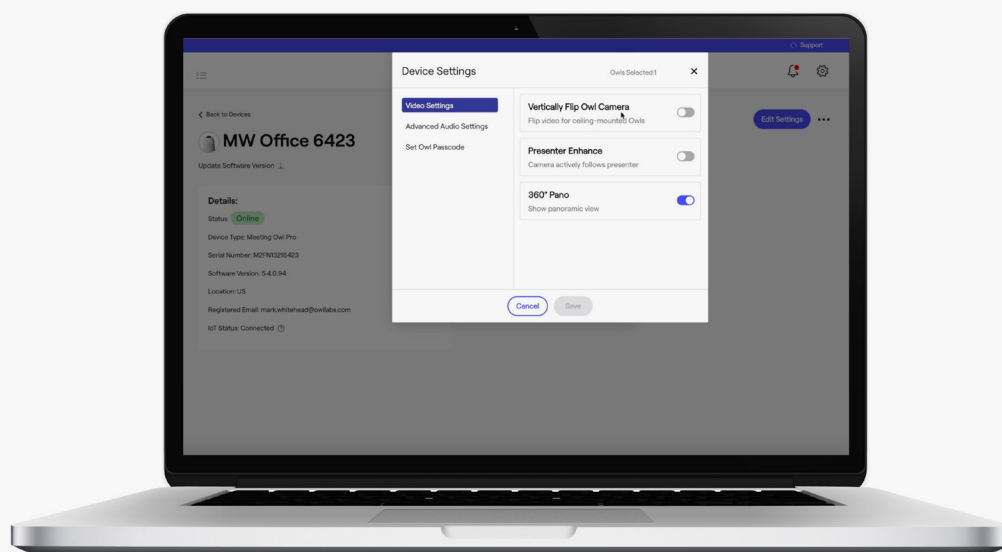 Support
Device Settings
Owls Selected:1
Video Settings
Advanced Audio Settings
Set Owl Passcode
Vertically Flip Owl Camera
Flip video for ceiling-mounted Owls
Presenter Enhance
Camera actively follows presenter
360° Pano
Show panoramic view
Cancel
Save
Back to Devices
MW Office 6423
Update Software Version
Edit Settings
Details:
Status: Online
Device Type: Meeting Owl Pro
Serial Number: M2FN13210423
Software Version: 5.4.0.94
Location: US
Registered Email: mark.whitehead@owllabs.com
IoT Status: Connected